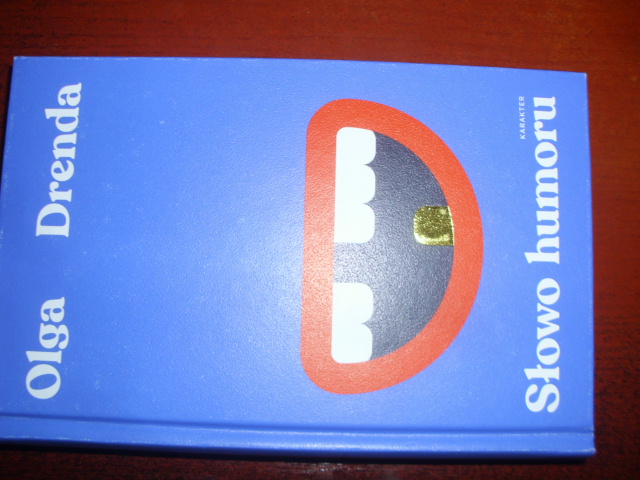 Olga Drenda
KARAKTER
Słowo humoru